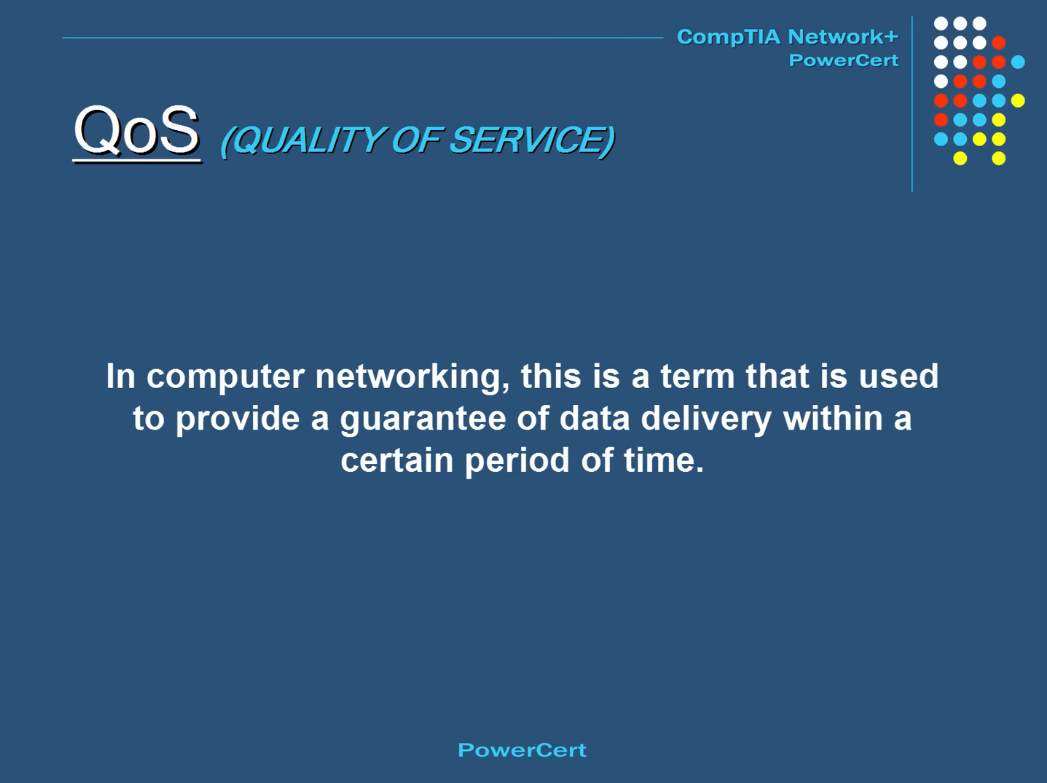 CompTIA Network+
PowerCert
QoS (QUALITY OF SERVICE)
In computer networking, this is a term that is used
to provide a guarantee of data delivery within a
certain period of time.
PowerCert